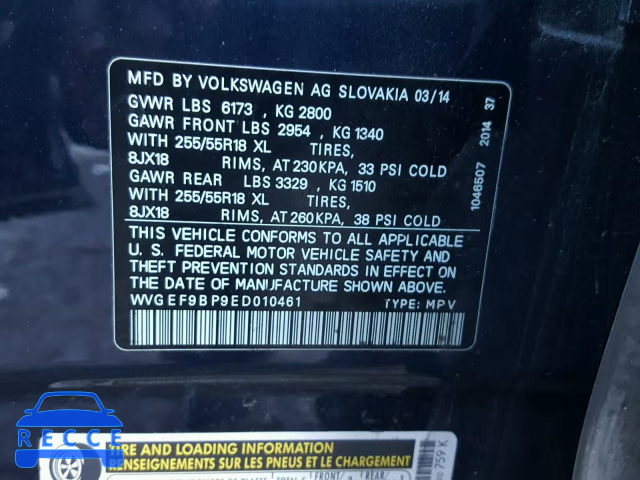 MFD BY VOLKSWAGEN AG SLOVAKIA 03/14
GVWR LBS 6173 , KG 2800
GAWR FRONT LBS 2954 , KG 1340
WITH 255/55R18 XL TIRES,
8JX18 RIMS, AT 230KPA, 33 PSI COLD
GAWR REAR LBS 3329 , KG 1510
WITH 255/55R18 XL TIRES,
8JX18 RIMS, AT 260KPA, 38 PSI COLD
THIS VEHICLE CONFORMS TO ALL APPLICABLE
U. S. FEDERAL MOTOR VEHICLE SAFETY AND
THEFT PREVENTION STANDARDS IN EFFECT ON
THE DATE OF MANUFACTURE SHOWN ABOVE.
WVGEF9BP9ED010461 TYPE: MPV
1046507 2014 37
TIRE AND LOADING INFORMATION
RENSEIGNEMENTS SUR LES PNEUS ET LE CHARGEMENT
TOTAL FRONT REAR
759 K
RECCE